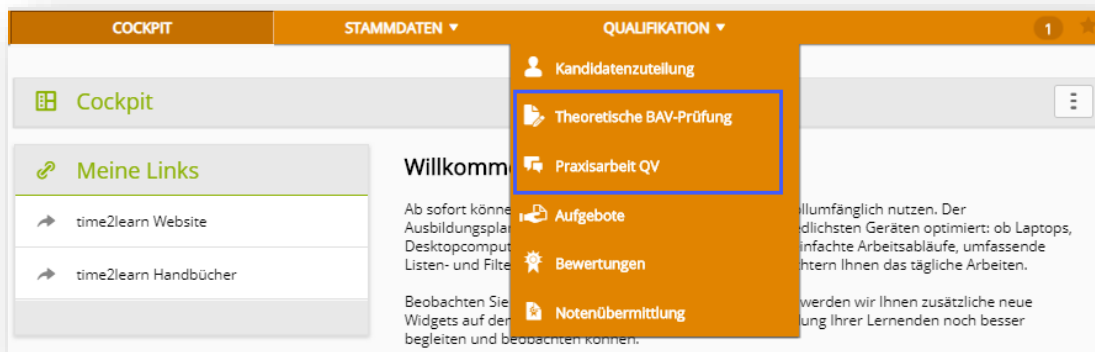 COCKPIT STAMMDATEN QUALIFIKATION 1
Kandidatenzuteilung
Cockpit
Theoretische BAV-Prüfung
Meine Links
Willkomm
Praxisarbeit QV
time2learn Website
Ab sofort könne llumfänglich nutzen. Der
Aufgebote
Ausbildungspla edlichsten Geräten optimiert: ob Laptops,
Desktopcomput infachte Arbeitsabläufe, umfassende
Listen- und Filte htern Ihnen das tägliche Arbeiten.
Bewertungen
time2learn Handbücher
Beobachten Sie werden wir Ihnen zusätzliche neue
Notenübermittlung
Widgets auf der lung Ihrer Lernenden noch besser
begleiten und beobachten können.